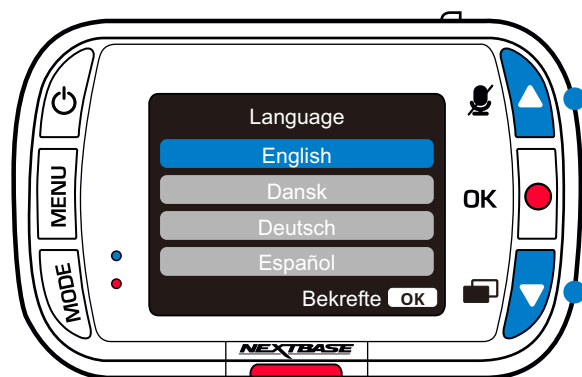 Language
English
Dansk
Deutsch
Español
Bekrefte OK
MENU
MODE
OK
NEXTBASE